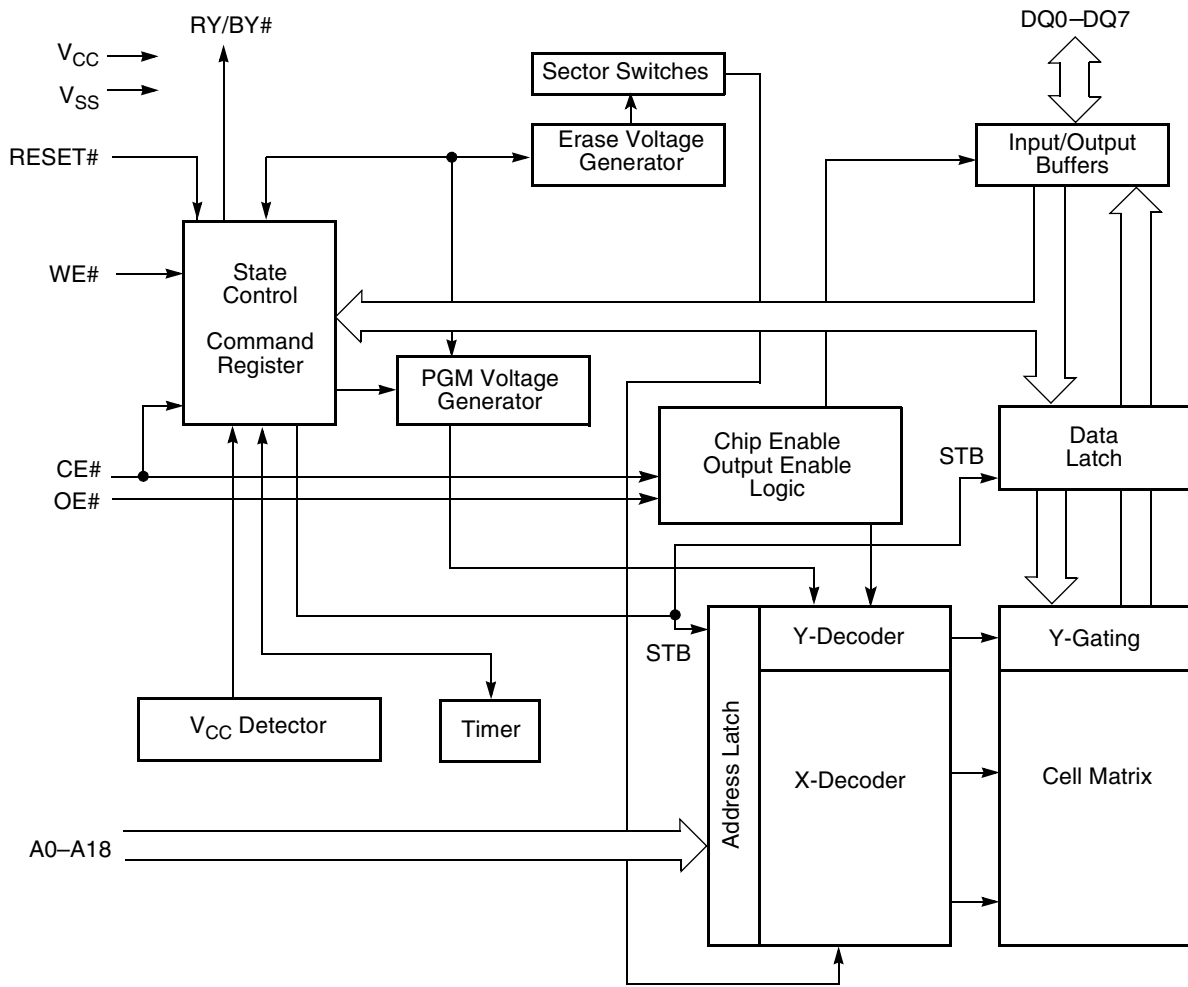 RY/BY#
DQ0–DQ7
VCC
VSS
Sector Switches
Erase Voltage
Generator
Input/Output
Buffers
RESET#
WE#
State
Control
Command
Register
PGM Voltage
Generator
Chip Enable
Output Enable
Logic
STB
Data
Latch
CE#
OE#
STB
Y-Decoder
Y-Gating
VCC Detector
Timer
Address Latch
X-Decoder
Cell Matrix
A0–A18